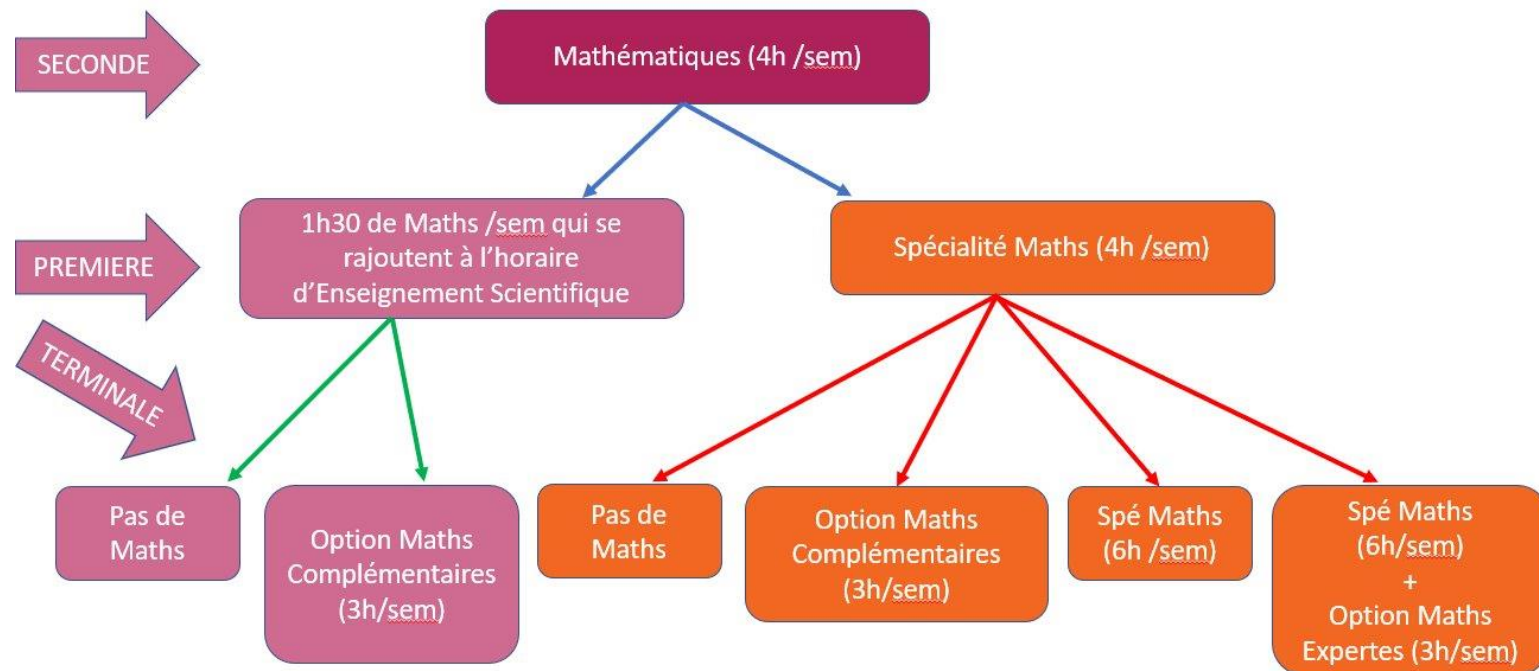 SECONDE
Mathématiques (4h /sem)
PREMIERE
1h30 de Maths /sem qui se
rajoutent à l'horaire
d'Enseignement Scientifique
Spécialité Maths (4h /sem)
TERMINALE
Pas de
Maths
Option Maths
Complémentaires
(3h/sem)
Pas de
Maths
Option Maths
Complémentaires
(3h/sem)
Spé Maths
(6h /sem)
Spé Maths
(6h/sem)
+
Option Maths
Expertes (3h/sem)